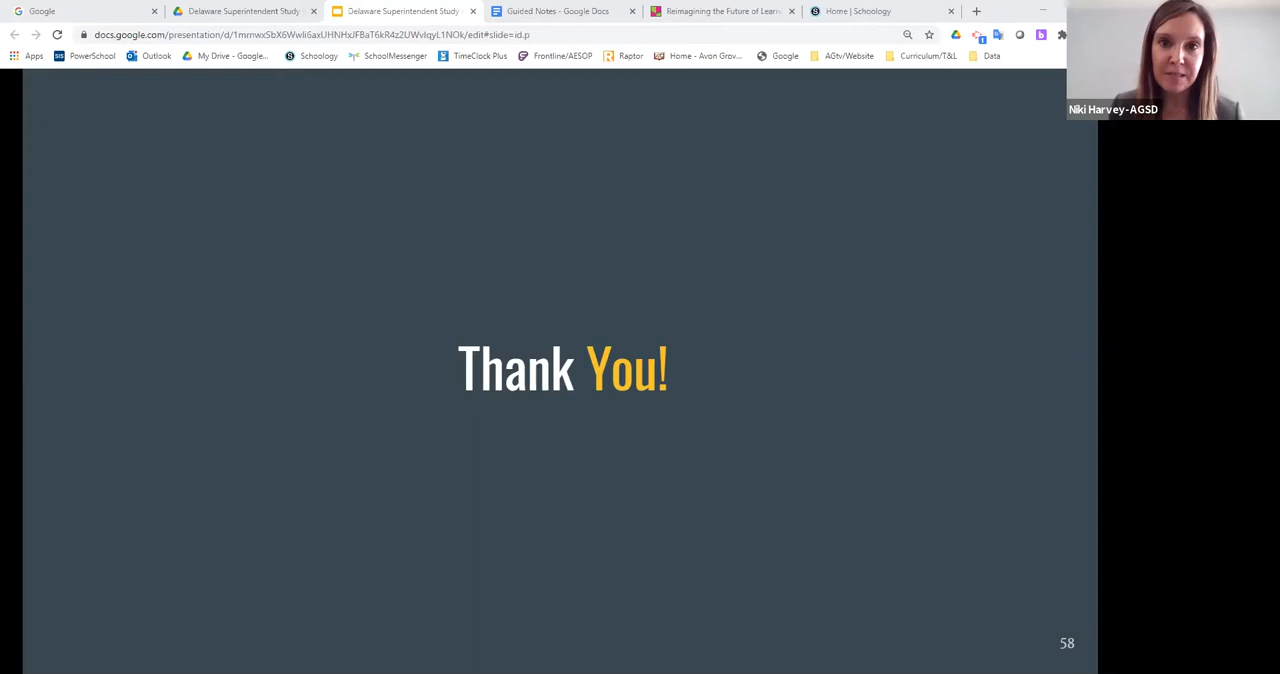 Google
Delaware Superintendent Study
Delaware Superintendent Study
Guided Notes - Google Docs
Reimagining the Future of Learn
Home | Schoology
docs.google.com/presentation/d/1mrnwxSbX6Wwli6axUHNHxJFBaT6kR4z2UWvIqyL1NOk/edit#slide=id.p
Apps
PowerSchool
Outlook
My Drive - Google...
Schoology
SchoolMessenger
TimeClock Plus
Frontline/AESOP
Raptor
Home - Avon Grov...
Google
AGtv/Website
Curriculum/T&L
Data
Niki Harvey-AGSD
Thank You!
58